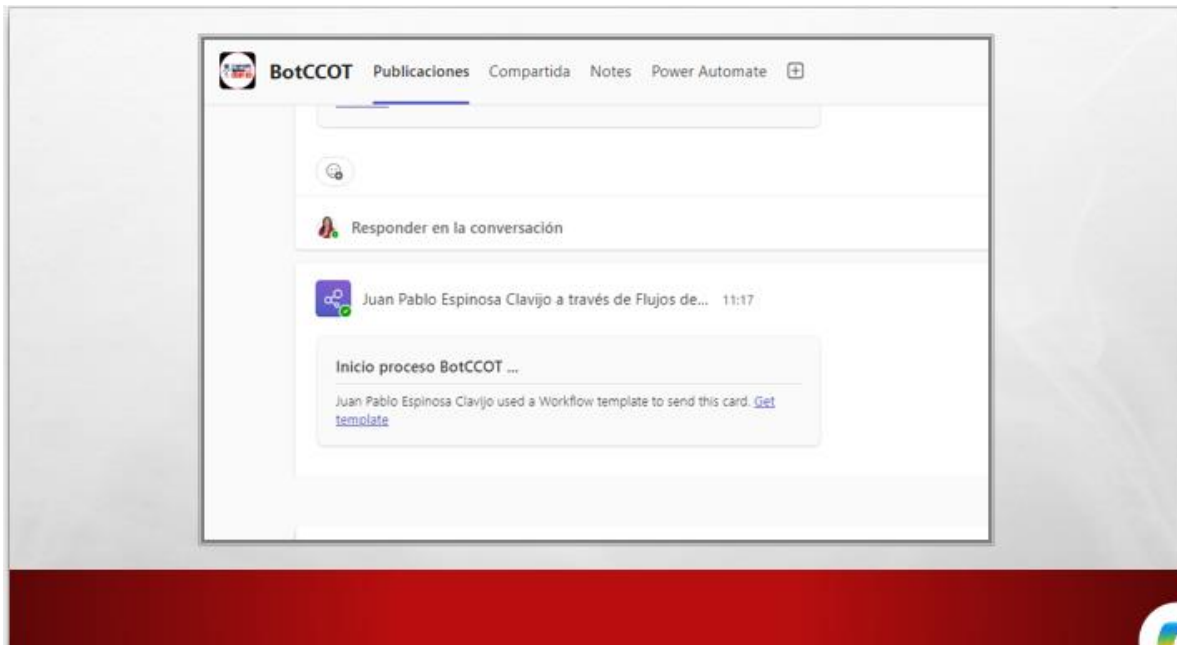 BotCCOT Publicaciones Compartida Notes Power Automate
Responder en la conversación
Juan Pablo Espinosa Clavijo a través de Flujos de... 11:17
Inicio proceso BotCCOT ...
Juan Pablo Espinosa Clavijo used a Workflow template to send this card. Get
template